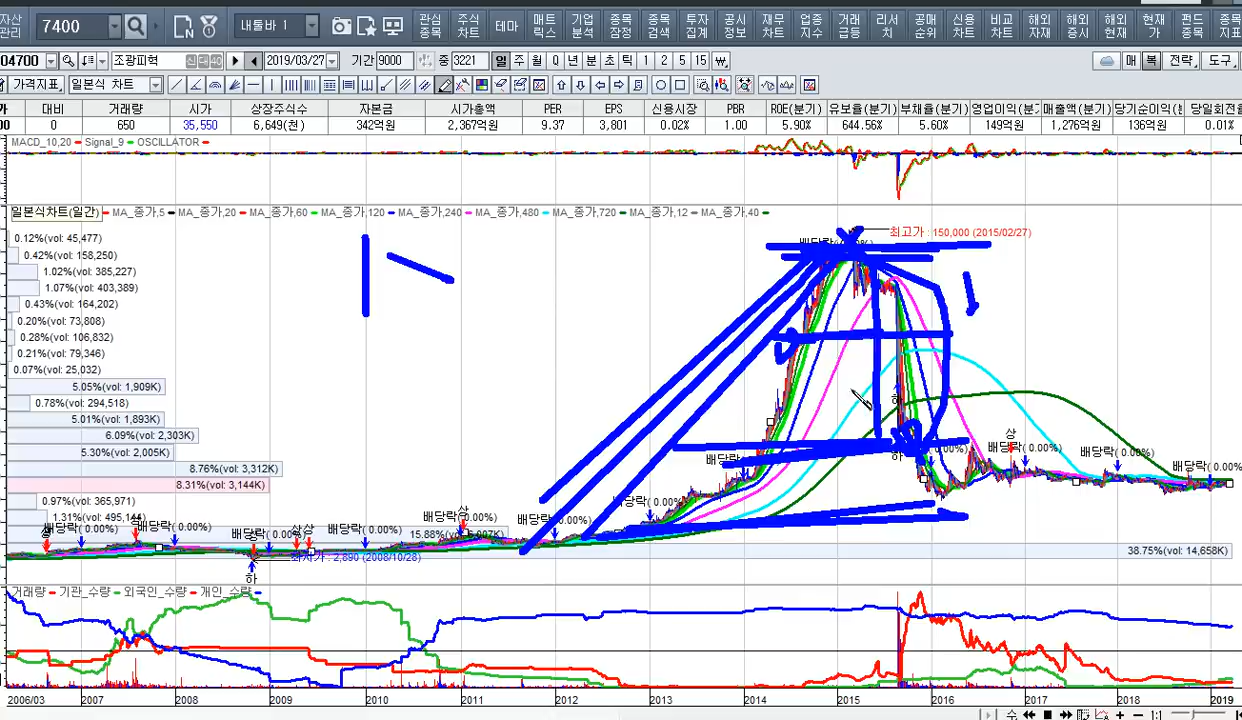 자산 관리 7400 내툴바 1 관심 종목 주식 차트 테마 매트 릭스 기업 분석 종목 잠정 종목 검색 투자 집계 공시 정보 재무 차트 업종 지수 거래 급등 리서 치 공매 순위 신용 차트 비교 차트 해외 자재 해외 증시 해외 현재 현재 가 펀드 종목 종목 지표
04700 조광피혁 신 2019/03/27 기간 9000 중 3221 일 주 월 Q 년 분 초 틱 1 2 5 15 ₩ 매 복 전략 도구
가격지표 일본식 차트
가 대비 거래량 시가 상장주식수 자본금 시가총액 PER EPS 신용시장 PBR ROE(분기) 유보율(분기) 부채율(분기) 영업이익(분기 매출액(분기) 당기순이익(분 당일회전
00 0 650 35,550 6,649(천) 342억원 2,367억원 9.37 3,801 0.02% 1.00 5.90% 644.56% 5.60% 149억원 1,276억원 136억원 0.01%
MACD_10,20 Signal_9 OSCILLATOR
일본식차트(일간) MA_종가,5 MA_종가,20 MA_종가,60 MA_종가,120 MA_종가,240 MA_종가,480 MA_종가,720 MA_종가,12 MA_종가,40
최고가 : 150,000 (2015/02/27)
0.12%(vol: 45,477)
0.42%(vol: 158,250)
1.02%(vol: 385,227)
1.07%(vol: 403,389)
0.43%(vol: 164,202)
0.20%(vol: 73,808)
0.28%(vol: 106,832)
0.21%(vol: 79,346)
0.07%(vol: 25,032)
5.05%(vol: 1,909K)
0.78%(vol: 294,518)
하
5.01%(vol: 1,893K)
6.09%(vol: 2,303K) 상
5.30%(vol: 2,005K) 배당락 하 배당락( 0.00%) 배당락( 0.00%)
8.76%(vol: 3,312K) 배당락( 0.00%)
8.31%(vol: 3,144K)
0.97%(vol: 365,971) 배당락( 0.00%)
1.31%(vol: 495,144) 상 배당락( 0.00%) 배당락( 0.00%)
배당락( 0.00%) 배당락( 0.00%) 배당락 상상 배당락( 0.00%)
15.88%(vol: 6,007K)
38.75%(vol: 14,658K)
최저가 : 2,890 (2008/10/28)
하
거래량 기관_수량 외국인_수량 개인_수량
2006/03 2007 2008 2009 2010 2011 2012 2013 2014 2015 2016 2017 2018 2019
수 1:1